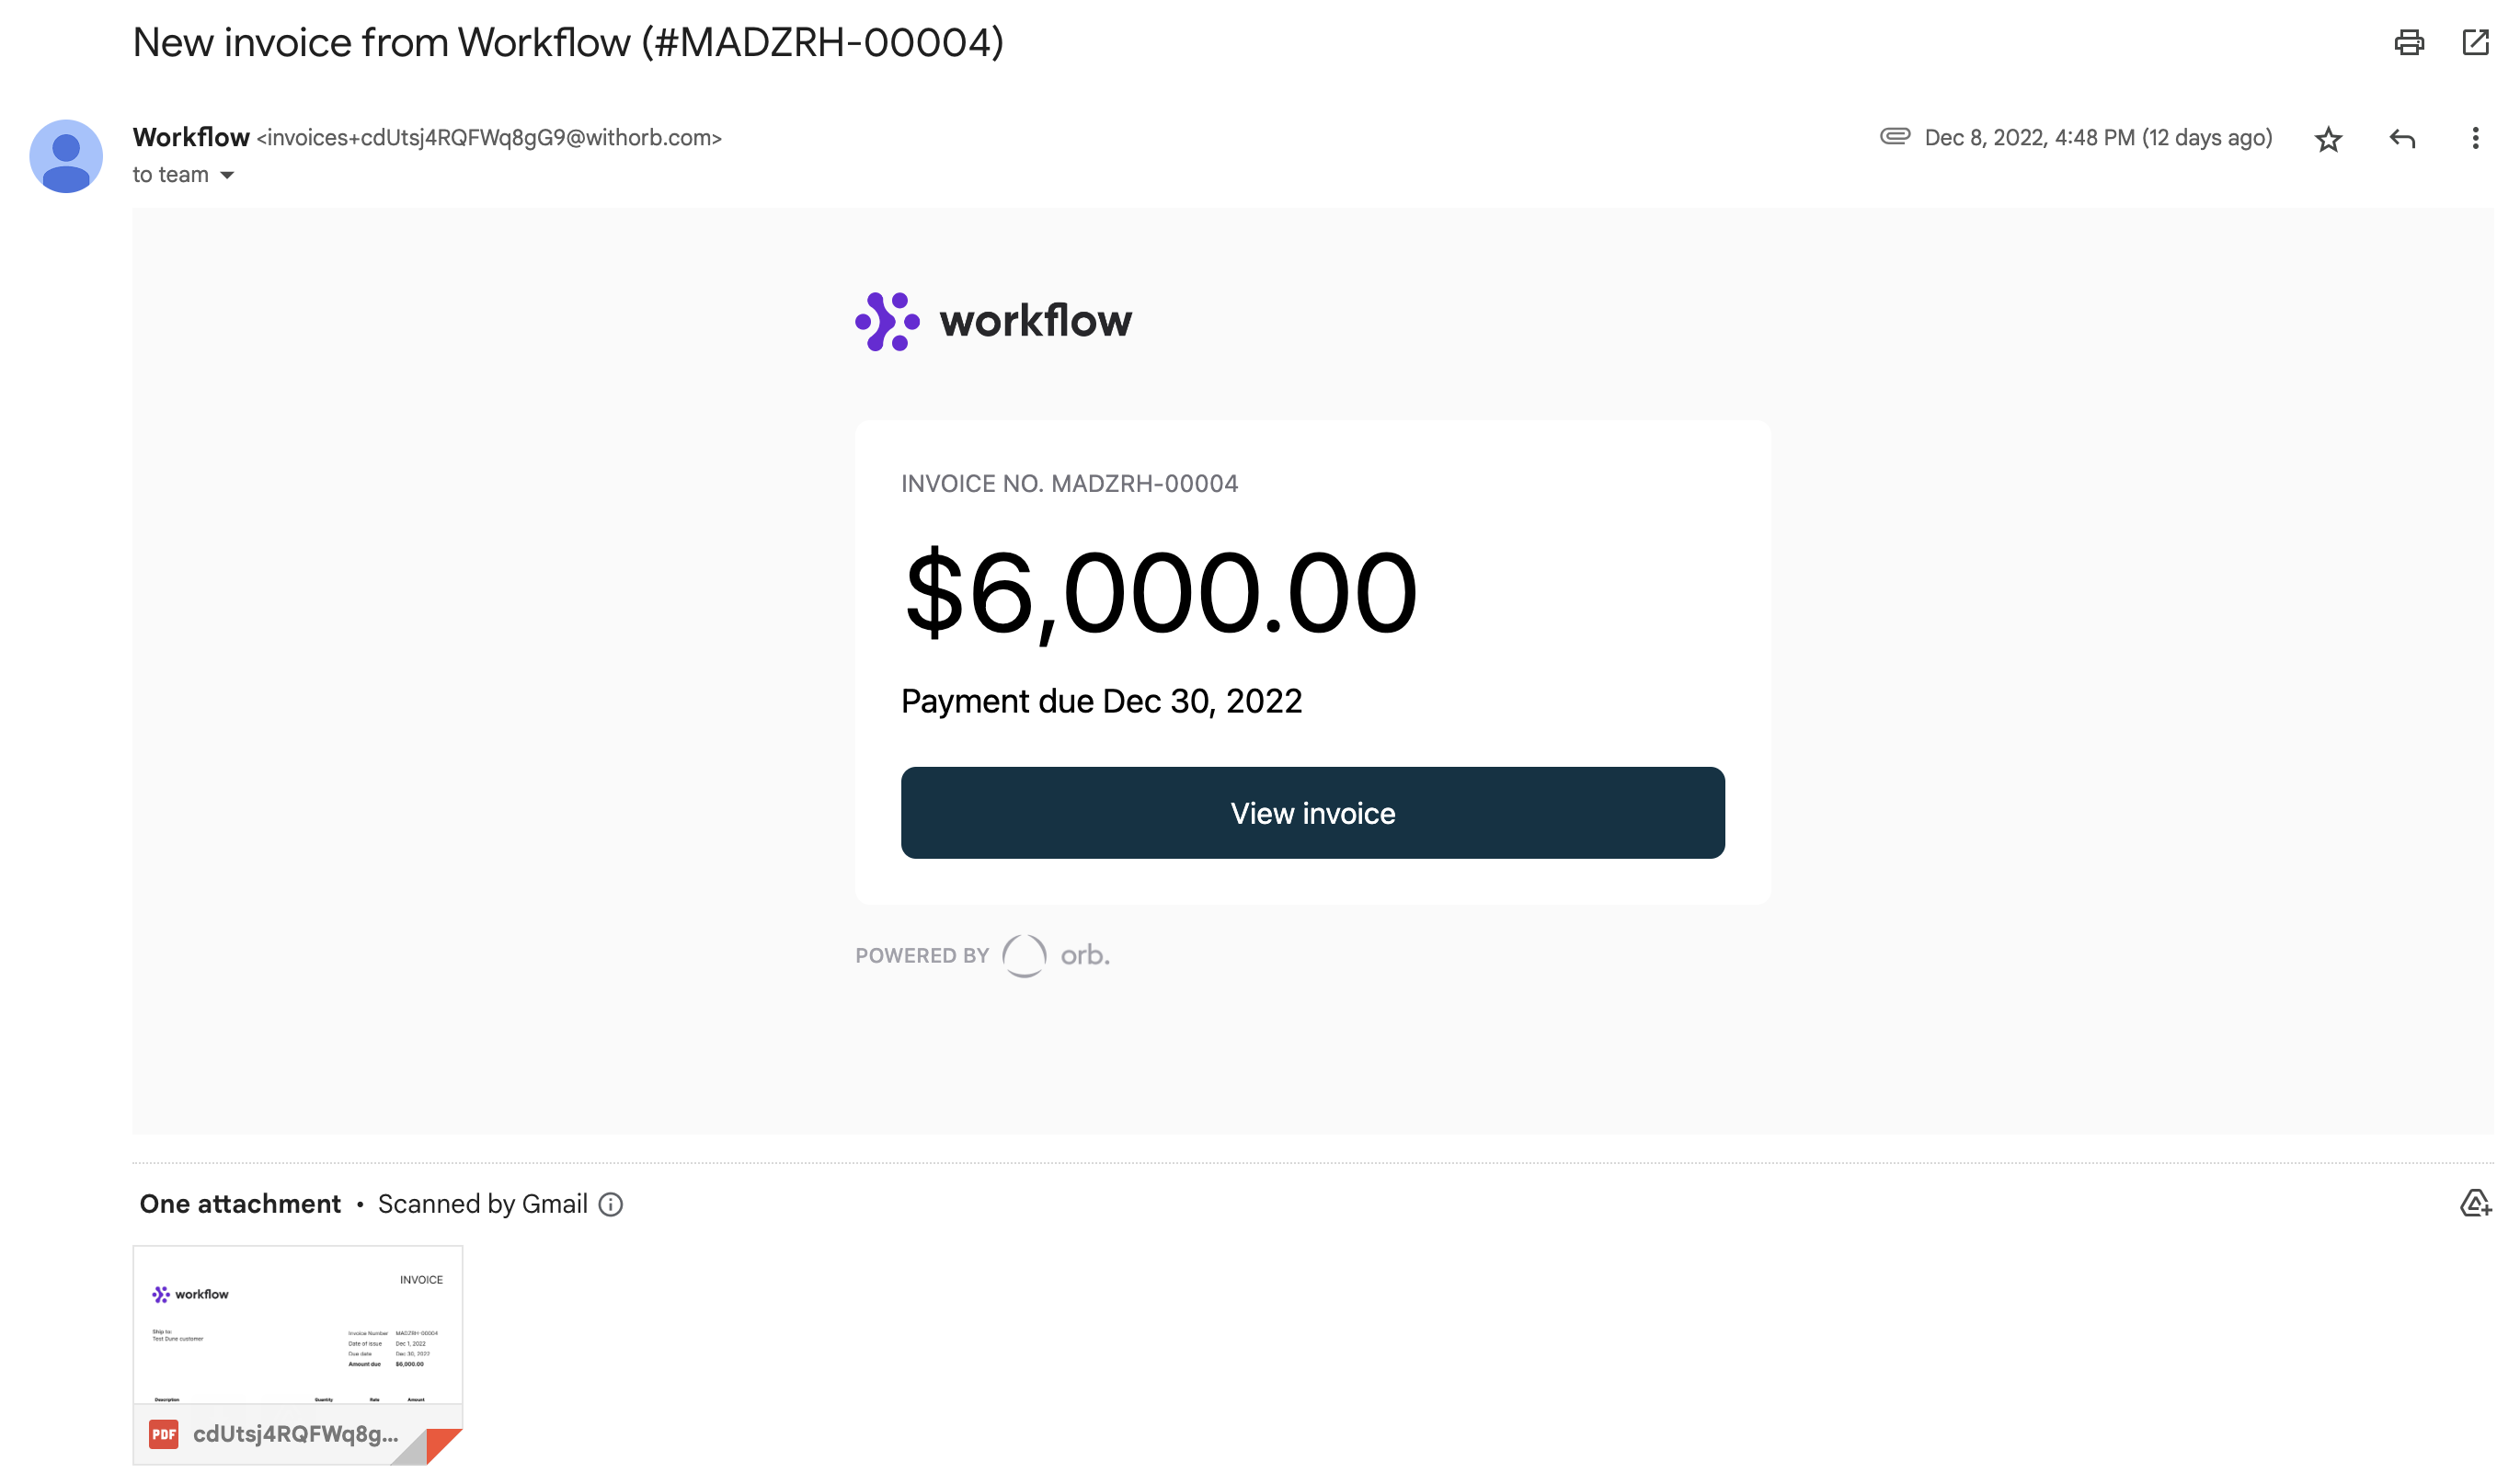 New invoice from Workflow (#MADZRH-00004)
Workflow <invoices+cdUtsj4RQFWq8gG9@withorb.com>
Dec 8, 2022, 4:48 PM (12 days ago)
to team
workflow
INVOICE NO. MADZRH-00004
$6,000.00
Payment due Dec 30, 2022
View invoice
POWERED BY orb.
One attachment • Scanned by Gmail
INVOICE
workflow
Ship to:
Test Dune customer
Invoice Number MADZRH-00004
Date of issue Dec 1, 2022
Due date Dec 30, 2022
Amount due $6,000.00
Description Quantity Rate Amount
PDF cdUtsj4RQFWq8g...